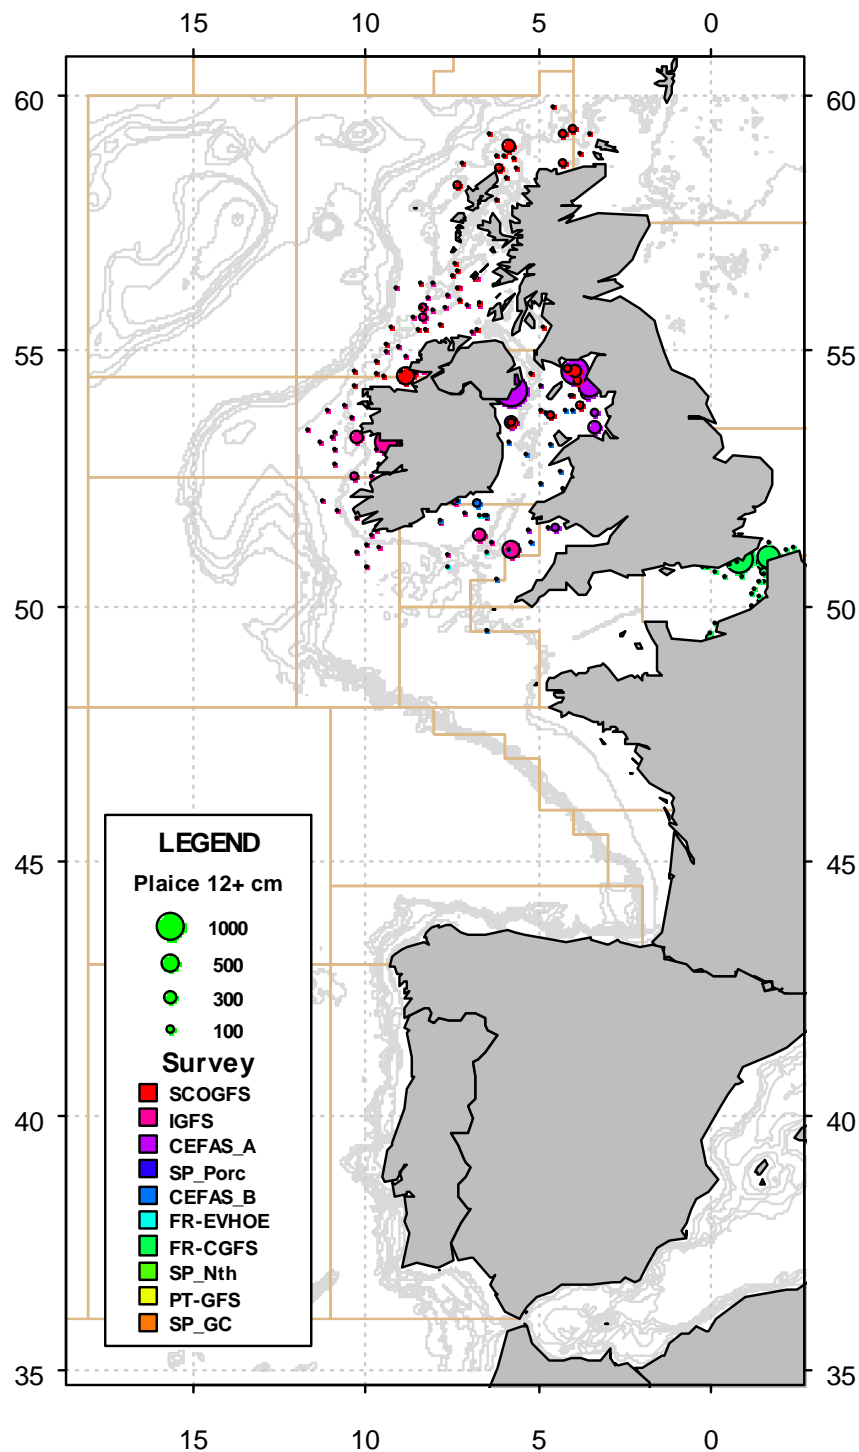 15 10 5 0
60 60
55 55
50 50
45 45
LEGEND
Plaice 12+ cm
1000
500
300
100
Survey
SCOGFS
IGFS
CEFAS_A
SP_Porc
CEFAS_B
FR-EVHOE
FR-CGFS
SP_Nth
PT-GFS
SP_GC
40 40
35 35
15 10 5 0